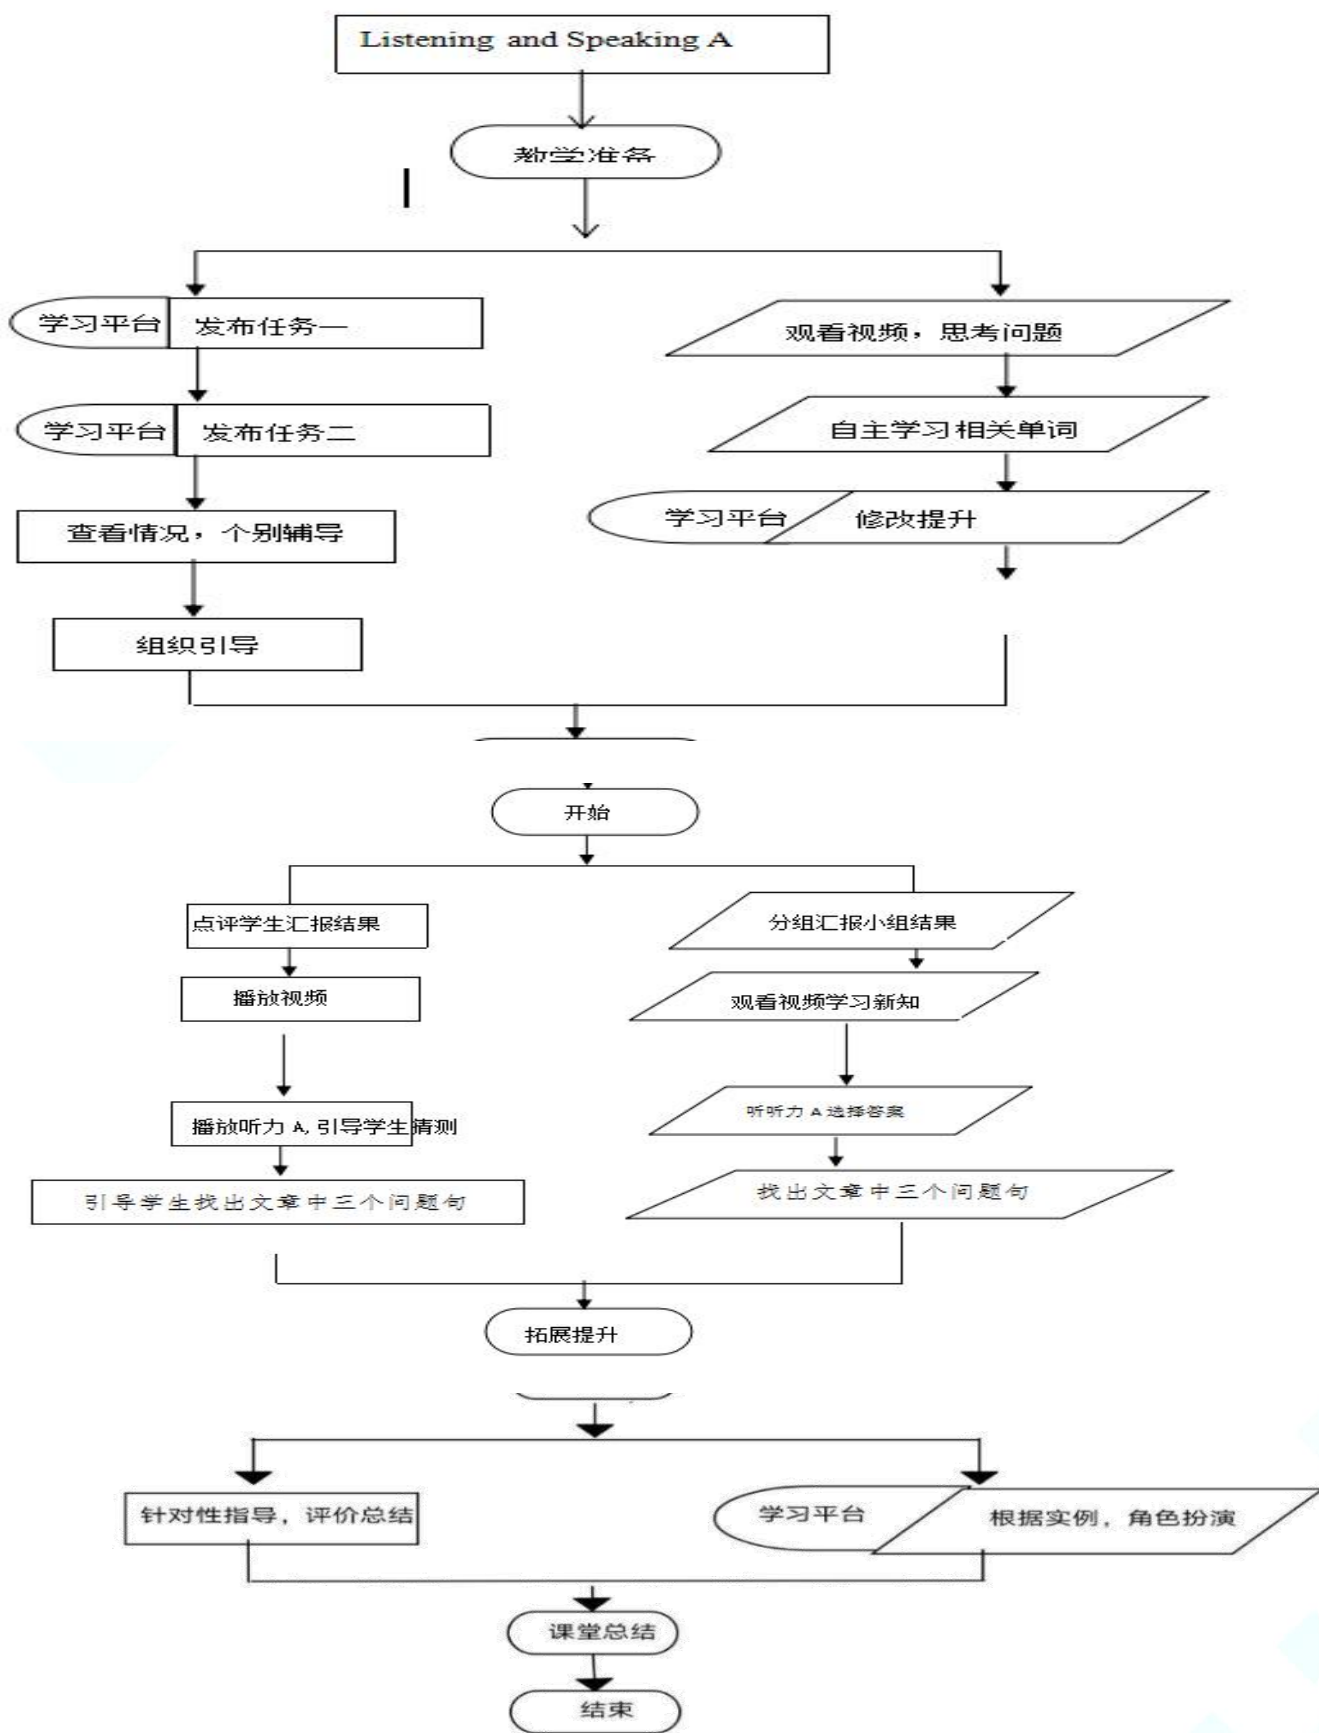 Listening and Speaking A
教学准备
学习平台 发布任务一
观看视频，思考问题
学习平台 发布任务二
自主学习相关单词
学习平台 修改提升
查看情况，个别辅导
组织引导
开始
点评学生汇报结果
分组汇报小组结果
播放视频
观看视频学习新知
播放听力 A, 引导学生猜测
听听力 A 选择答案
引导学生找出文章中三个问题句
找出文章中三个问题句
拓展提升
针对性指导，评价总结
学习平台 根据实例，角色扮演
课堂总结
结束